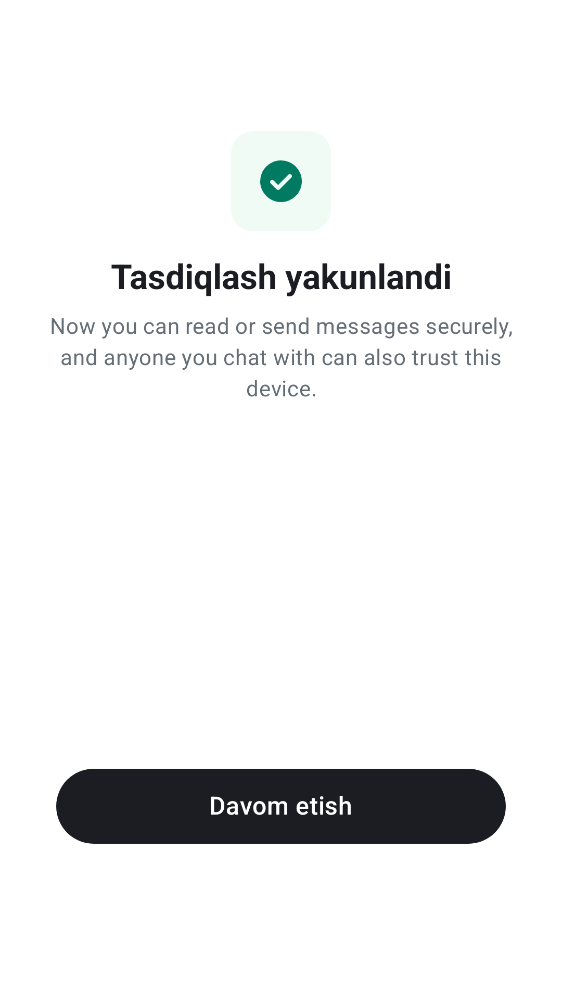 Tasdiqlash yakunlandi
Now you can read or send messages securely,
and anyone you chat with can also trust this
device.
Davom etish